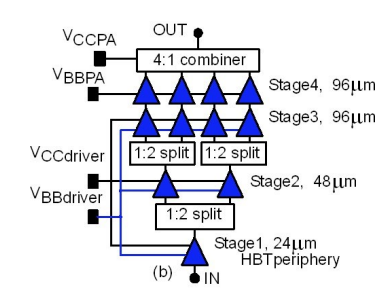 OUT
VCCPA
4:1 combiner
VBBPA
Stage4, 96μm
Stage3, 96μm
1:2 split 1:2 split
VCCdriver
Stage2, 48μm
VBBdriver
1:2 split
Stage1, 24μm
HBTperiphery
(b)
IN